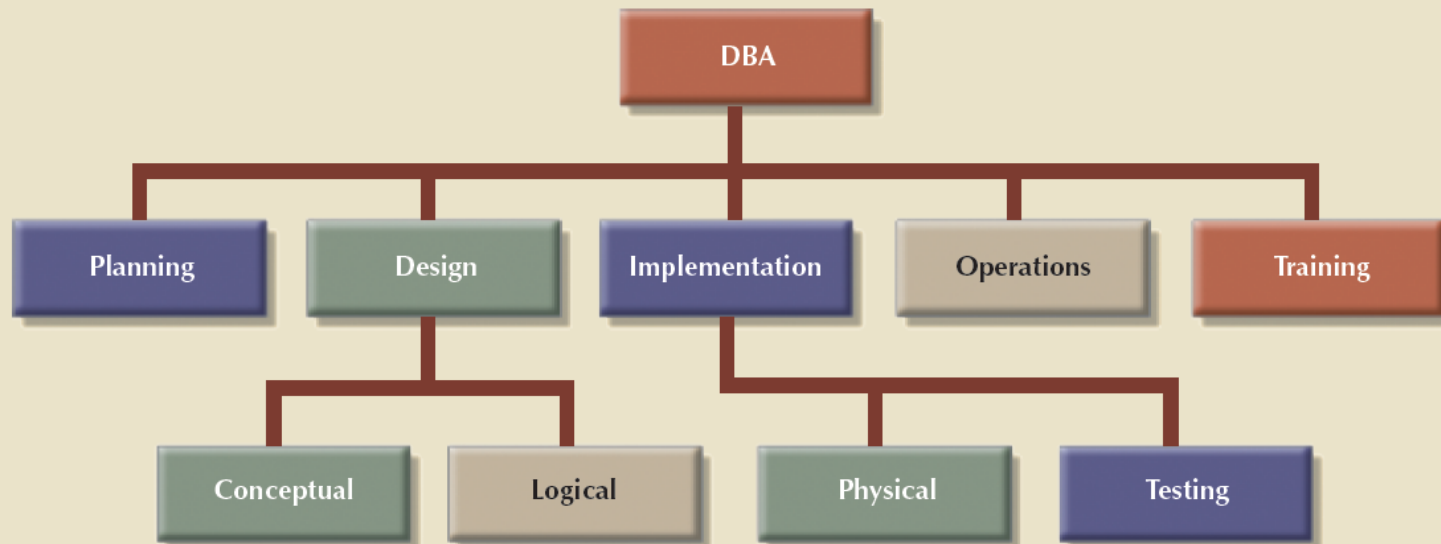 DBA
Planning
Design
Implementation
Operations
Training
Conceptual
Logical
Physical
Testing